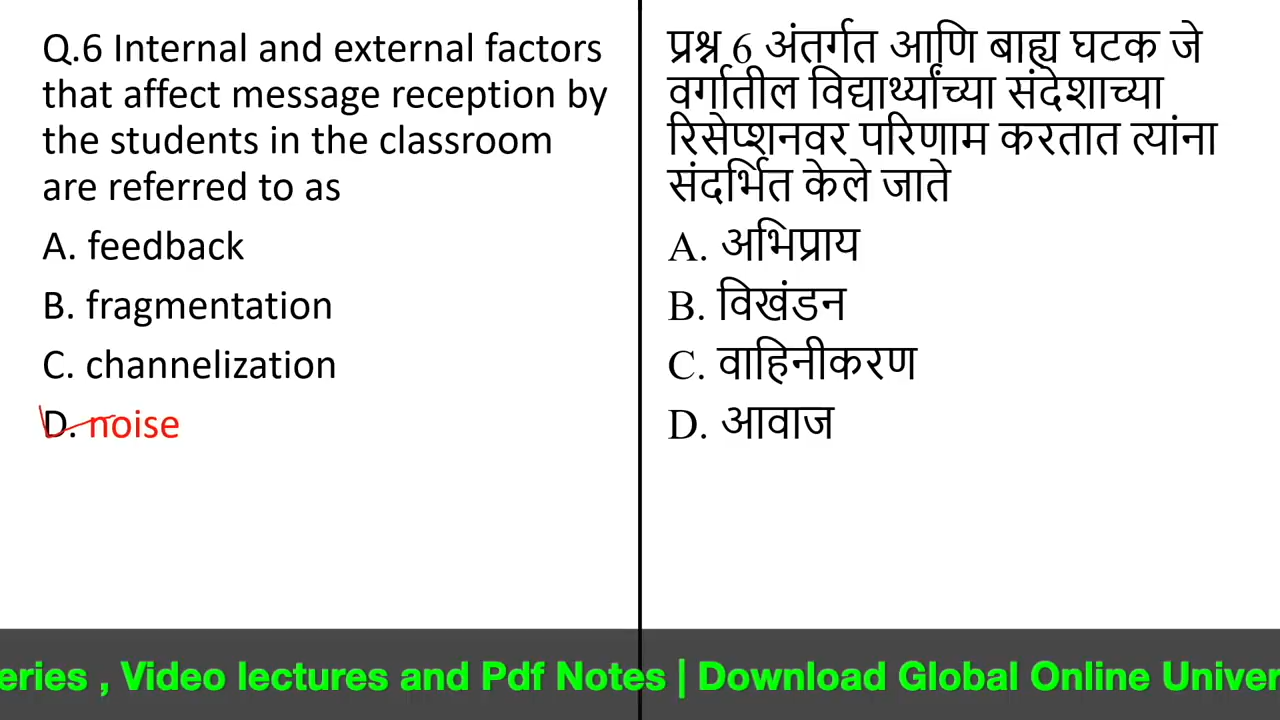 Q.6 Internal and external factors
that affect message reception by
the students in the classroom
are referred to as
A. feedback
B. fragmentation
C. channelization
D. noise
प्रश्न 6 अंतर्गत आणि बाह्य घटक जे
वर्गातील विद्यार्थ्यांच्या संदेशाच्या
रिसेप्शनवर परिणाम करतात त्यांना
संदर्भित केले जाते
A. अभिप्राय
B. विखंडन
C. वाहिनीकरण
D. आवाज
eries , Video lectures and Pdf Notes | Download Global Online Univer